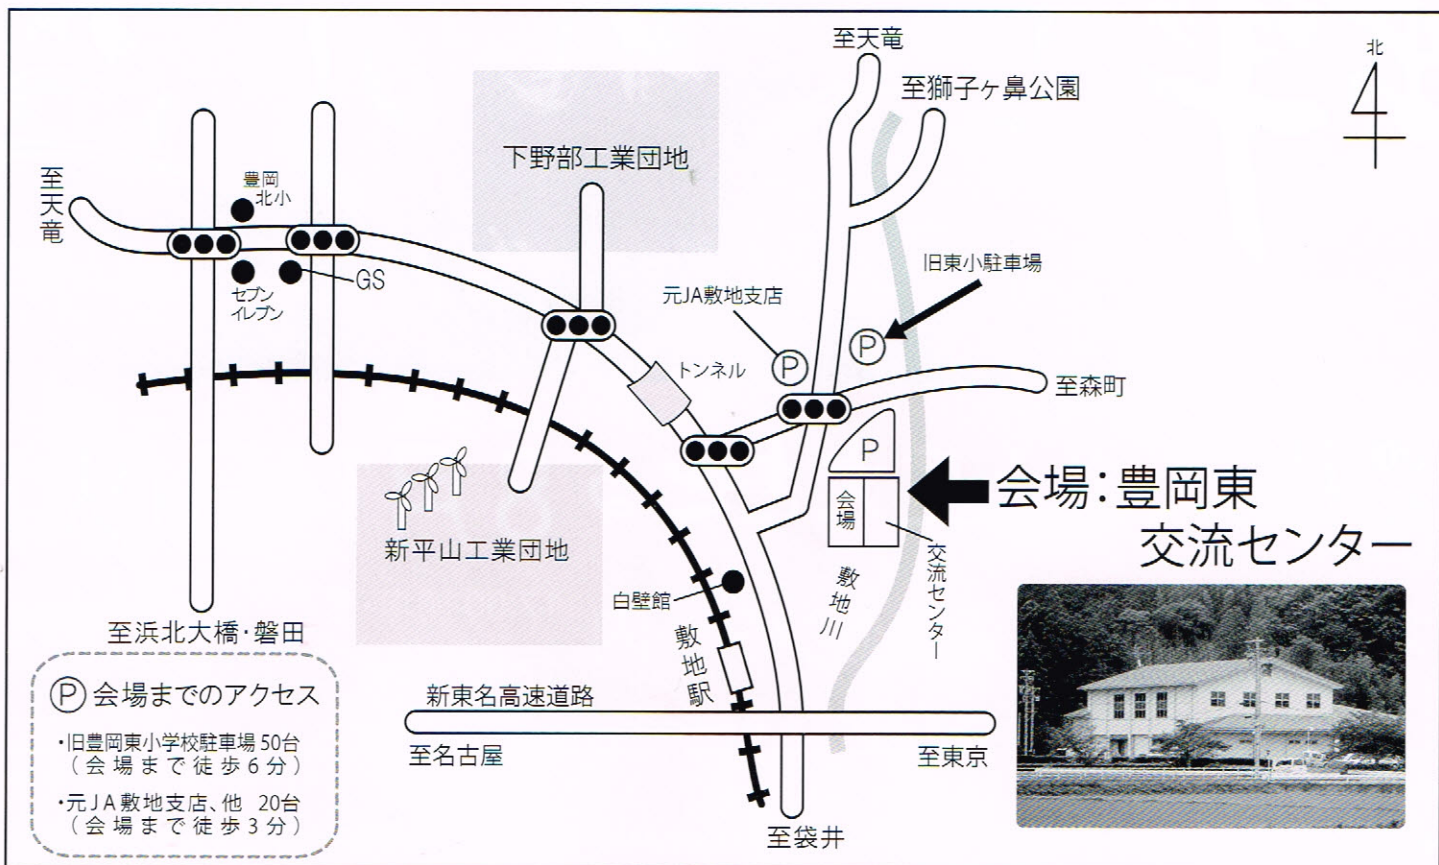 至天竜
北
至獅子ヶ鼻公園
下野部工業団地
至天竜
豊岡
北小
旧東小駐車場
GS
セブン
イレブン
元JA敷地支店
P
P
トンネル
至森町
P
会場:豊岡東
交流センター
会場
新平山工業団地
交流センター
敷地川
白壁館
至浜北大橋・磐田
敷地駅
Ⓟ会場までのアクセス
新東名高速道路
・旧豊岡東小学校駐車場 50台
(会場まで徒歩6分)
至名古屋
至東京
・元JA敷地支店、他 20台
(会場まで徒歩3分)
至袋井